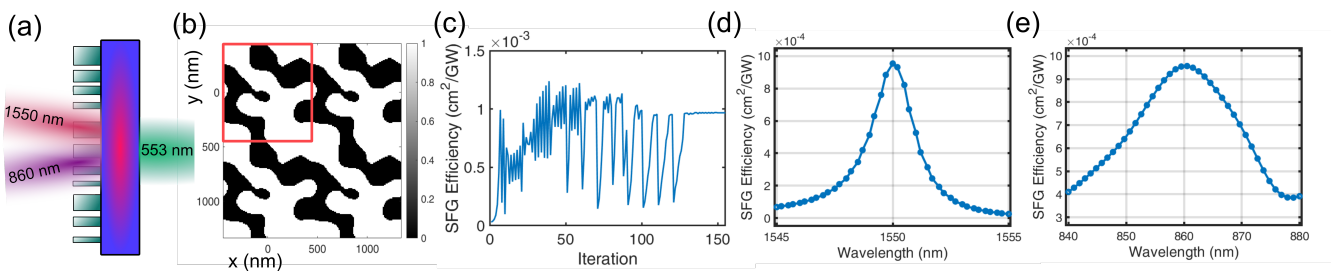 (a)
1550 nm
860 nm
553 nm
(b)
y (nm)
0
500
1000
0
500
1000
x (nm)
1
0.8
0.6
0.4
0.2
0
(c)
×10⁻³
1.5
1
0.5
0
SFG Efficiency (cm²/GW)
0
50
100
150
Iteration
(d)
×10⁻⁴
10
8
6
4
2
0
SFG Efficiency (cm²/GW)
1545
1550
1555
Wavelength (nm)
(e)
×10⁻⁴
10
9
8
7
6
5
4
3
SFG Efficiency (cm²/GW)
840
850
860
870
880
Wavelength (nm)